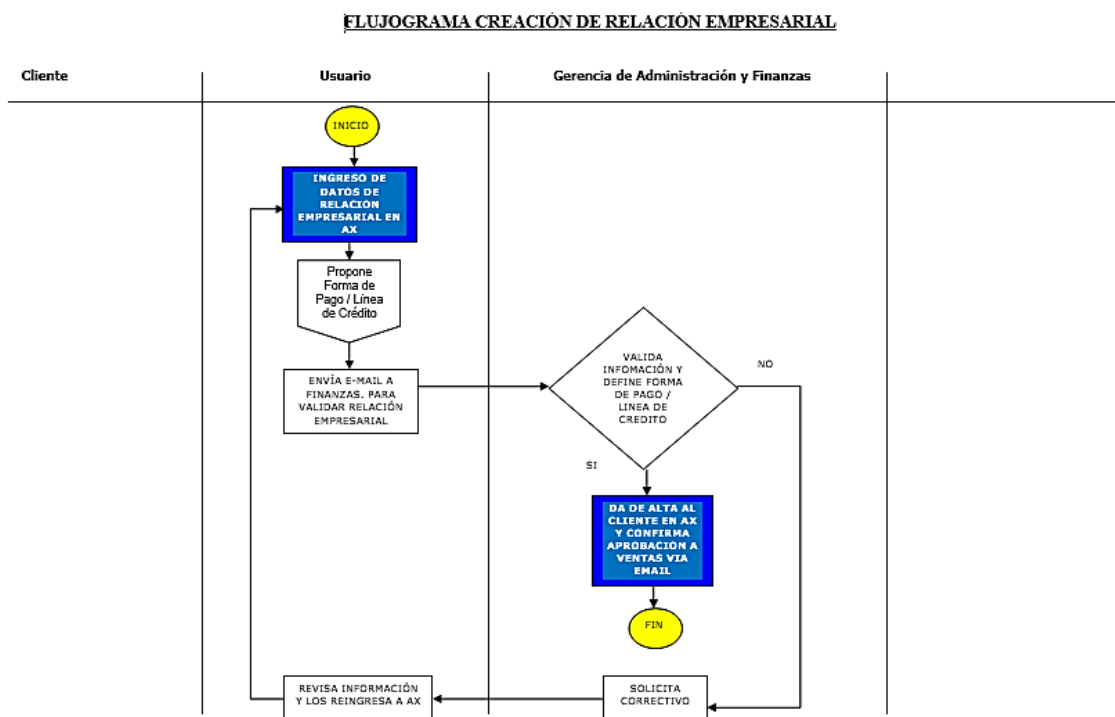 FLUJOGRAMA CREACIÓN DE RELACIÓN EMPRESARIAL
Cliente
Usuario
Gerencia de Administración y Finanzas
INICIO
INGRESO DE
DATOS DE
RELACIÓN
EMPRESARIAL EN
AX
Propone
Forma de
Pago / Línea
de Crédito
ENVÍA E-MAIL A
FINANZAS. PARA
VALIDAR RELACIÓN
EMPRESARIAL
VALIDA
INFOMACIÓN Y
DEFINE FORMA
DE PAGO /
LINEA DE
CREDITO
NO
SI
DA DE ALTA AL
CLIENTE EN AX
Y CONFIRMA
APROBACION A
VENTAS VIA
EMAIL
FIN
REVISA INFORMACIÓN
Y LOS REINGRESA A AX
SOLICITA
CORRECTIVO